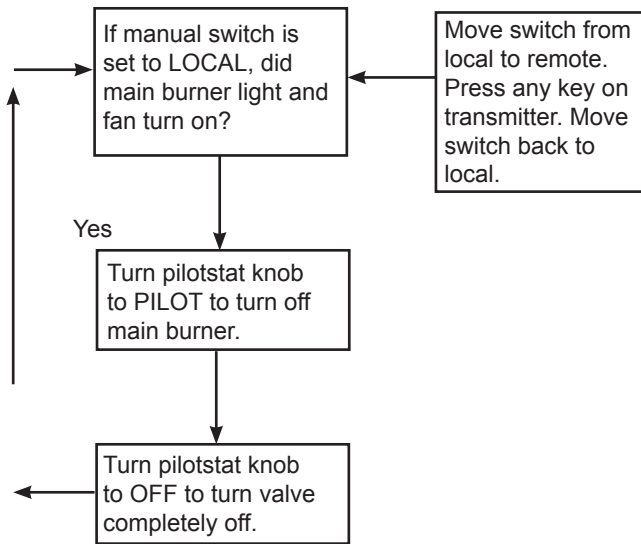 If manual switch is
set to LOCAL, did
main burner light and
fan turn on?
Move switch from
local to remote.
Press any key on
transmitter. Move
switch back to
local.
Yes
Turn pilotstat knob
to PILOT to turn off
main burner.
Turn pilotstat knob
to OFF to turn valve
completely off.